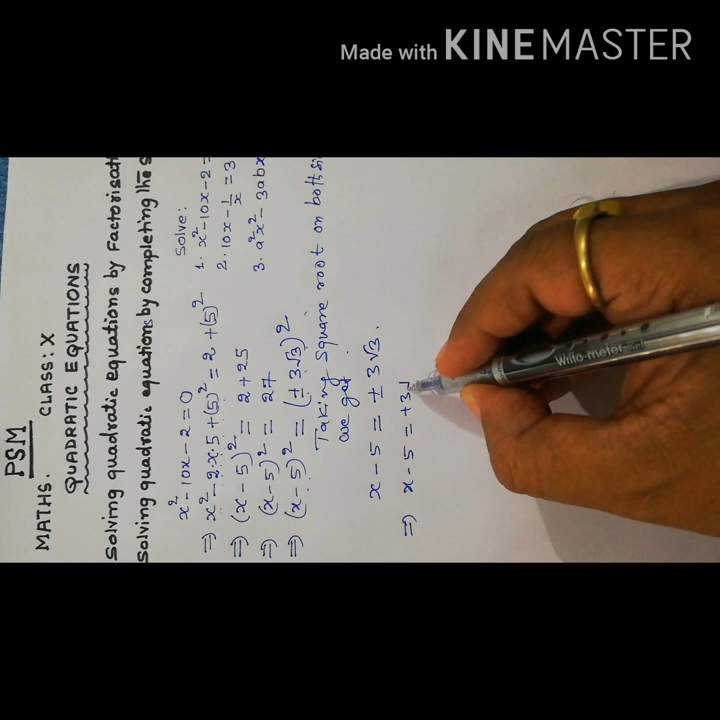 Made with KINEMASTER
PSM
MATHS. CLASS: X
QUADRATIC EQUATIONS
Solving quadratic equations by
Solving quadratic equations by completing the
Solve:
1. x² - 10x - 2 =
2. 10x - 1/x = 3
3. a²x² - 3abx
x² - 10x - 2 = 0
⇒ x² - 2·x·5 + (5)² = 2 + (5)²
⇒ (x - 5)² = 2 + 25
⇒ (x - 5)² = 27
⇒ (x - 5)² = (± 3√3)²
Taking Square root on both
we get
x - 5 = ± 3√3.
⇒ x - 5 = +3√
Writo-meter